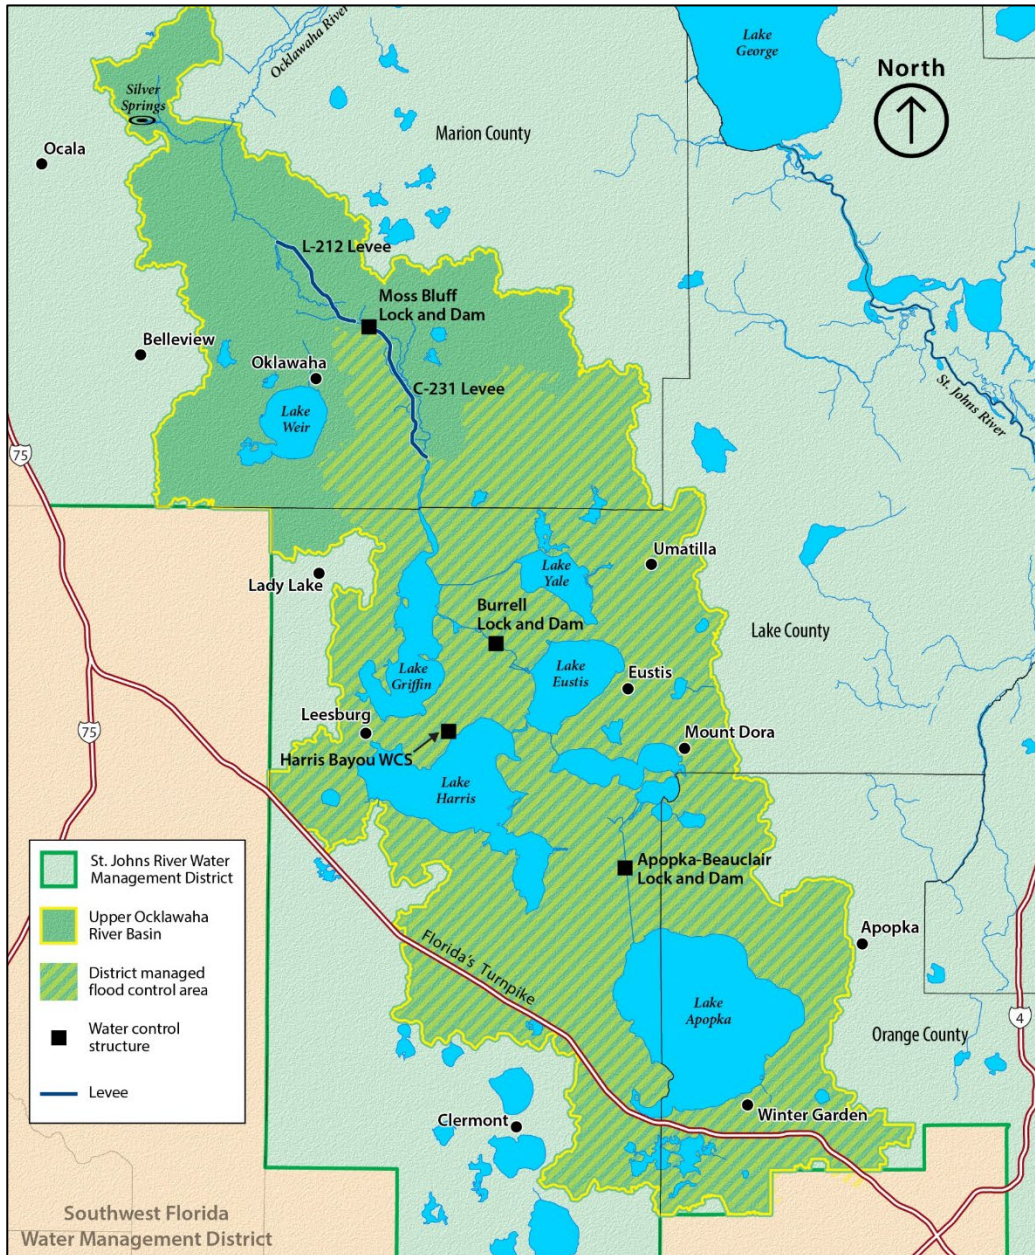 Lake
George
Ocklawaha River
North
Silver
Springs
Marion County
Ocala
L-212 Levee
Moss Bluff
Lock and Dam
Belleview
Oklawaha
C-231 Levee
Lake
Weir
St. Johns River
75
Umatilla
Lake
Yale
Lady Lake
Burrell
Lock and Dam
Lake County
Lake
Griffin
Lake
Eustis
Eustis
Leesburg
75
Mount Dora
Harris Bayou WCS
Lake
Harris
St. Johns River Water
Management District
Apopka-Beauclair
Lock and Dam
Upper Ocklawaha
River Basin
Apopka
Florida's Turnpike
District managed
flood control area
Lake
Apopka
4
Water control
structure
Orange County
Levee
Winter Garden
Clermont
Southwest Florida
Water Management District